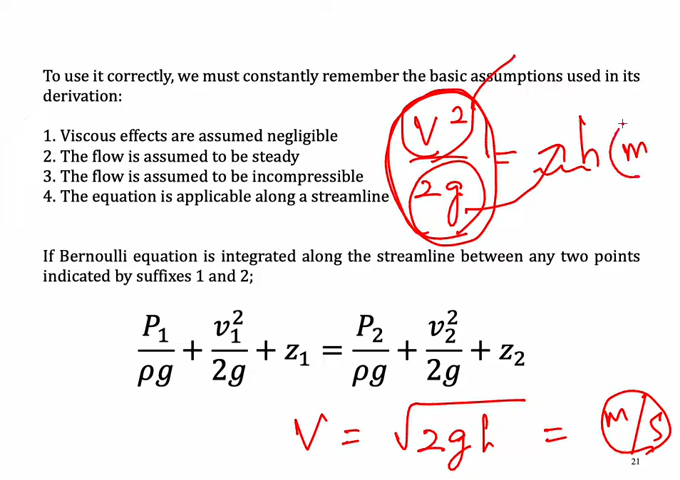 To use it correctly, we must constantly remember the basic assumptions used in its
derivation:
1. Viscous effects are assumed negligible
2. The flow is assumed to be steady
3. The flow is assumed to be incompressible
4. The equation is applicable along a streamline
V² / 2g = h (m
If Bernoulli equation is integrated along the streamline between any two points
indicated by suffixes 1 and 2;
P₁/ρg + v₁²/2g + z₁ = P₂/ρg + v₂²/2g + z₂
V = √2gh = m/s
21